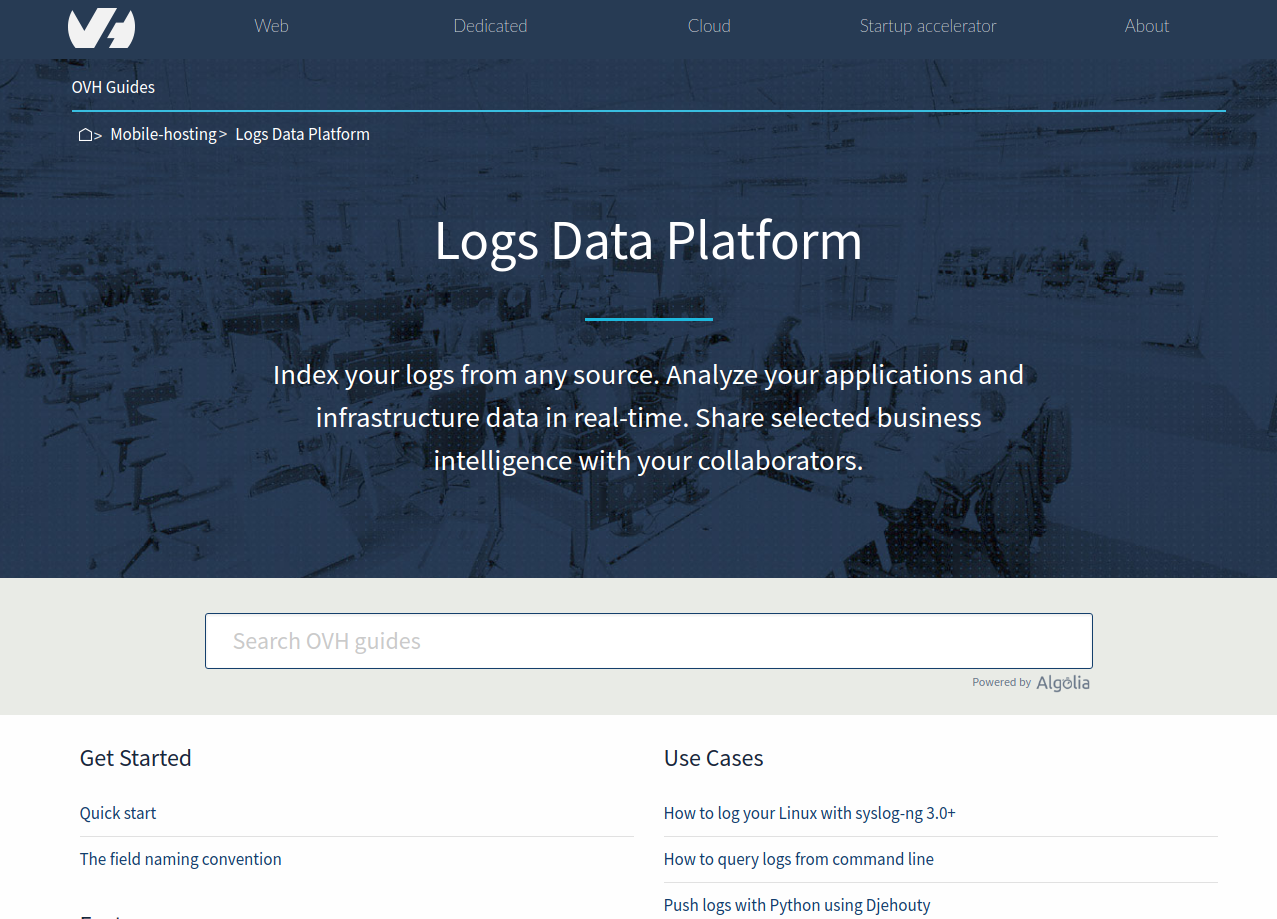 Web Dedicated Cloud Startup accelerator About
OVH Guides
> Mobile-hosting > Logs Data Platform
Logs Data Platform
Index your logs from any source. Analyze your applications and
infrastructure data in real-time. Share selected business
intelligence with your collaborators.
Search OVH guides
Powered by Algolia
Get Started
Quick start
The field naming convention
Use Cases
How to log your Linux with syslog-ng 3.0+
How to query logs from command line
Push logs with Python using Djehouty